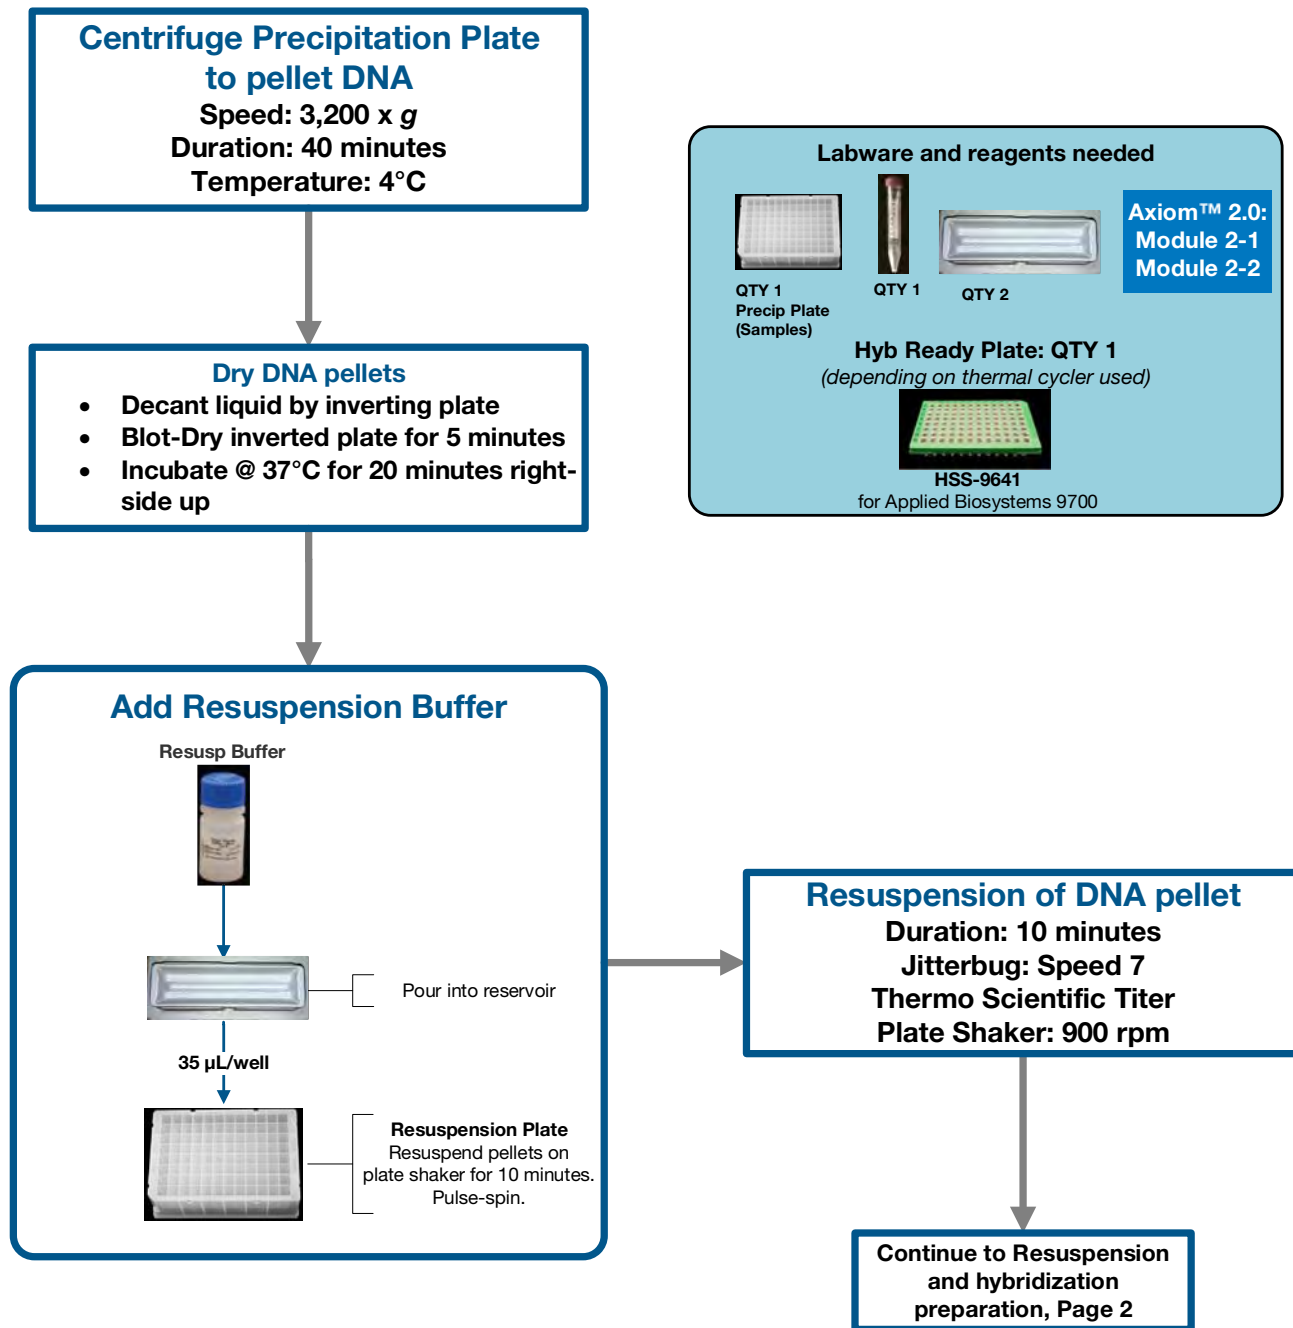 Centrifuge Precipitation Plate
to pellet DNA
Speed: 3,200 x g
Duration: 40 minutes
Temperature: 4°C
Labware and reagents needed
Axiom™ 2.0:
Module 2-1
Module 2-2
QTY 1
Precip Plate
(Samples)
QTY 1
QTY 2
Hyb Ready Plate: QTY 1
(depending on thermal cycler used)
HSS-9641
for Applied Biosystems 9700
Dry DNA pellets
• Decant liquid by inverting plate
• Blot-Dry inverted plate for 5 minutes
• Incubate @ 37°C for 20 minutes right-
side up
Add Resuspension Buffer
Resusp Buffer
Pour into reservoir
35 µL/well
Resuspension Plate
Resuspend pellets on
plate shaker for 10 minutes.
Pulse-spin.
Resuspension of DNA pellet
Duration: 10 minutes
Jitterbug: Speed 7
Thermo Scientific Titer
Plate Shaker: 900 rpm
Continue to Resuspension
and hybridization
preparation, Page 2